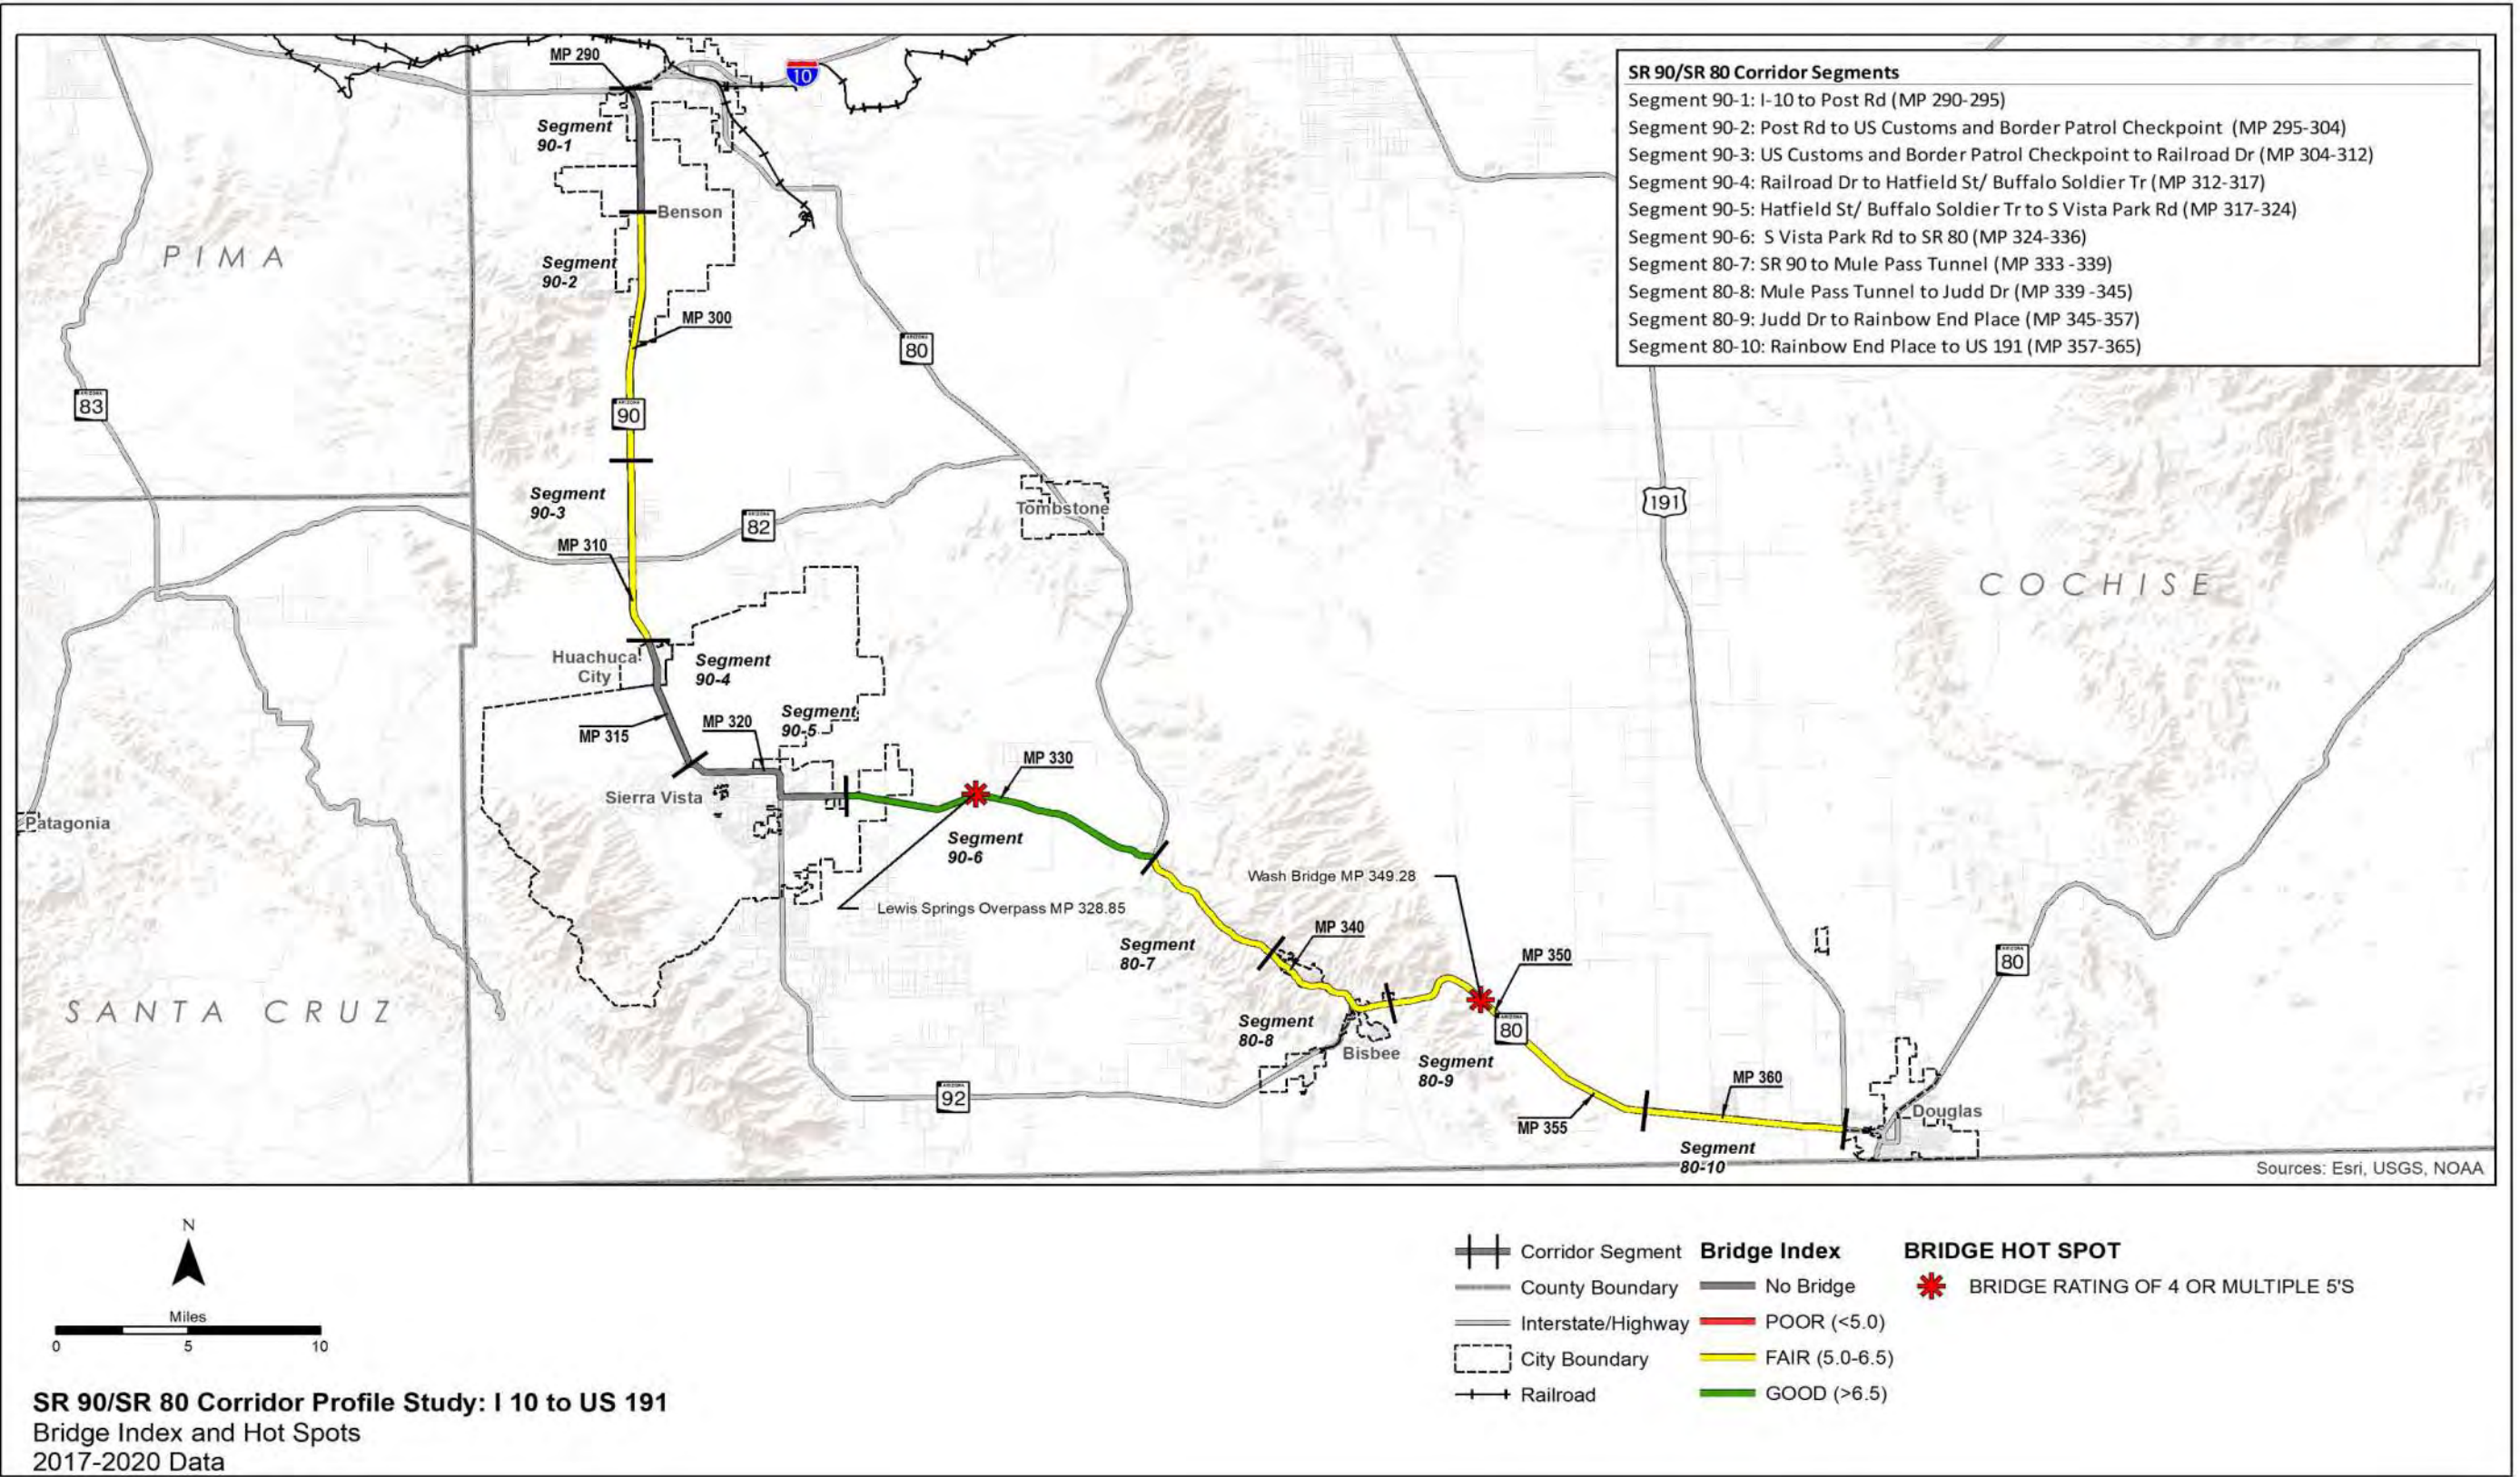 MP 290
10
SR 90/SR 80 Corridor Segments
Segment 90-1: I-10 to Post Rd (MP 290-295)
Segment 90-2: Post Rd to US Customs and Border Patrol Checkpoint (MP 295-304)
Segment 90-3: US Customs and Border Patrol Checkpoint to Railroad Dr (MP 304-312)
Segment 90-4: Railroad Dr to Hatfield St/ Buffalo Soldier Tr (MP 312-317)
Segment 90-5: Hatfield St/ Buffalo Soldier Tr to S Vista Park Rd (MP 317-324)
Segment 90-6: S Vista Park Rd to SR 80 (MP 324-336)
Segment 80-7: SR 90 to Mule Pass Tunnel (MP 333 -339)
Segment 80-8: Mule Pass Tunnel to Judd Dr (MP 339 -345)
Segment 80-9: Judd Dr to Rainbow End Place (MP 345-357)
Segment 80-10: Rainbow End Place to US 191 (MP 357-365)
Segment
90-1
Benson
PIMA
Segment
90-2
MP 300
ARIZONA
80
ARIZONA
83
ARIZONA
90
Segment
90-3
191
Tombstone
ARIZONA
82
MP 310
COCHISE
Huachuca
City
Segment
90-4
Segment
90-5
MP 320
MP 315
MP 330
Sierra Vista
Patagonia
Segment
90-6
Wash Bridge MP 349.28
Lewis Springs Overpass MP 328.85
MP 340
Segment
80-7
MP 350
ARIZONA
80
SANTA CRUZ
Segment
80-8
ARIZONA
80
Bisbee
Segment
80-9
MP 360
ARIZONA
92
Douglas
MP 355
Segment
80-10
Sources: Esri, USGS, NOAA
N
Miles
0 5 10
Corridor Segment
County Boundary
Interstate/Highway
City Boundary
Railroad
Bridge Index
No Bridge
POOR (<5.0)
FAIR (5.0-6.5)
GOOD (>6.5)
BRIDGE HOT SPOT
BRIDGE RATING OF 4 OR MULTIPLE 5'S
SR 90/SR 80 Corridor Profile Study: I 10 to US 191
Bridge Index and Hot Spots
2017-2020 Data